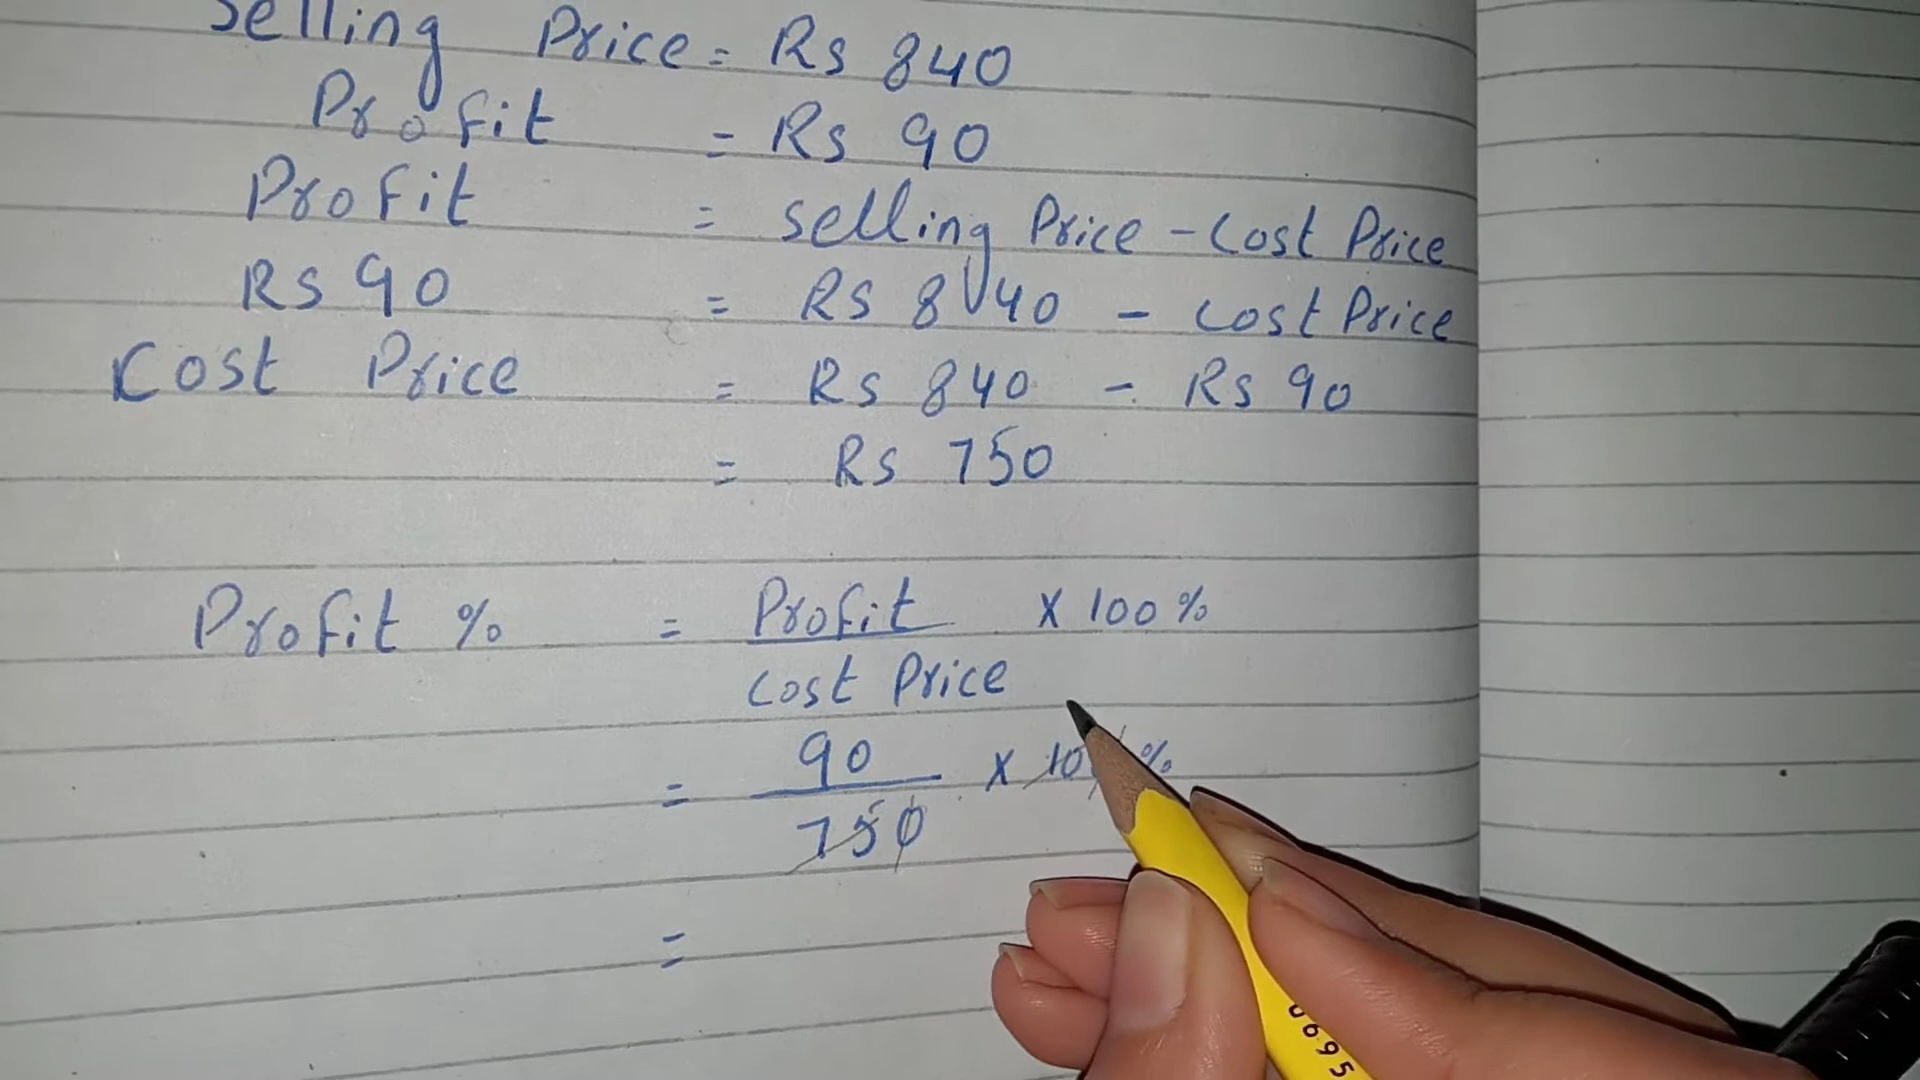 Selling Price = Rs 840
Profit = Rs 90
Profit = Selling Price - Cost Price
Rs 90 = Rs 840 - Cost Price
Cost Price = Rs 840 - Rs 90
= Rs 750
Profit % = Profit × 100 %
Cost Price
= 90 × 100 %
750
=
0695